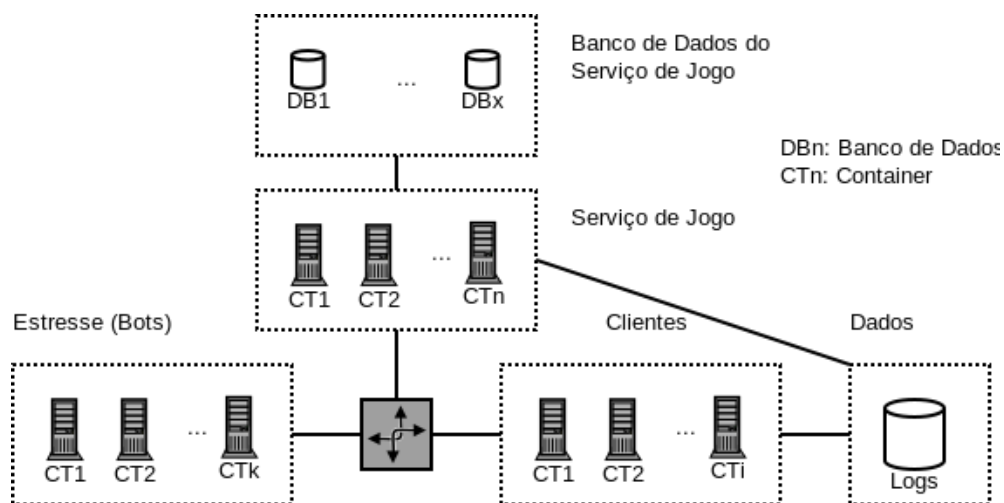 Banco de Dados do
Serviço de Jogo
...
DB1
DBx
DBn: Banco de Dados
CTn: Container
Serviço de Jogo
...
CT1
CT2
CTn
Estresse (Bots)
Clientes
Dados
...
CT1
CT2
CTk
...
CT1
CT2
CTi
Logs